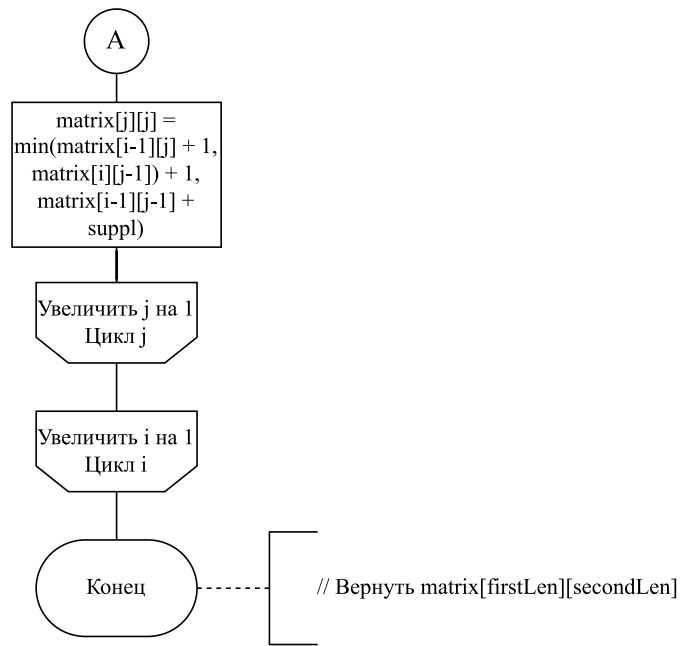 A
matrix[j][j] =
min(matrix[i-1][j] + 1,
matrix[i][j-1]) + 1,
matrix[i-1][j-1] +
suppl)
Увеличить j на 1
Цикл j
Увеличить i на 1
Цикл i
Конец
// Вернуть matrix[firstLen][secondLen]